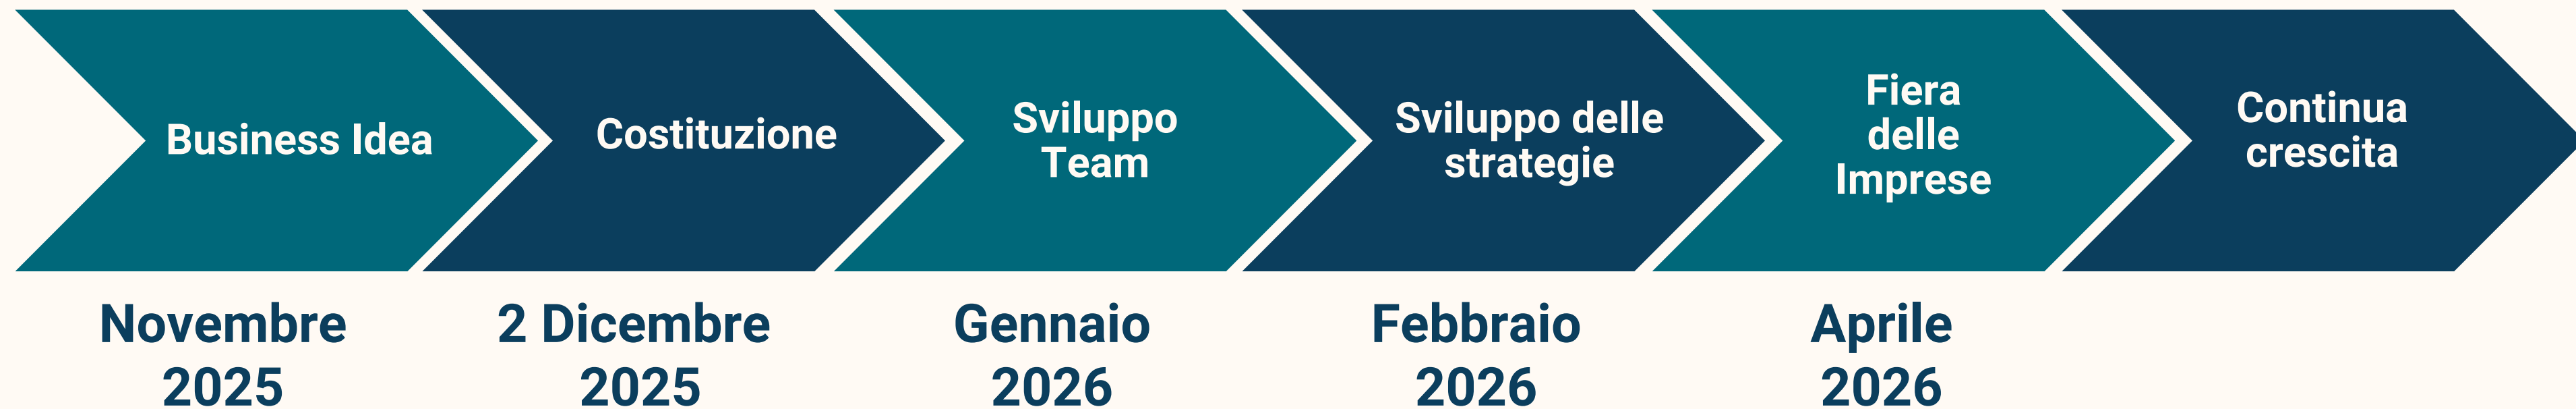 Business Idea
Costituzione
Sviluppo
Team
Sviluppo delle
strategie
Fiera
delle
Imprese
Continua
crescita
Novembre
2025
2 Dicembre
2025
Gennaio
2026
Febbraio
2026
Aprile
2026